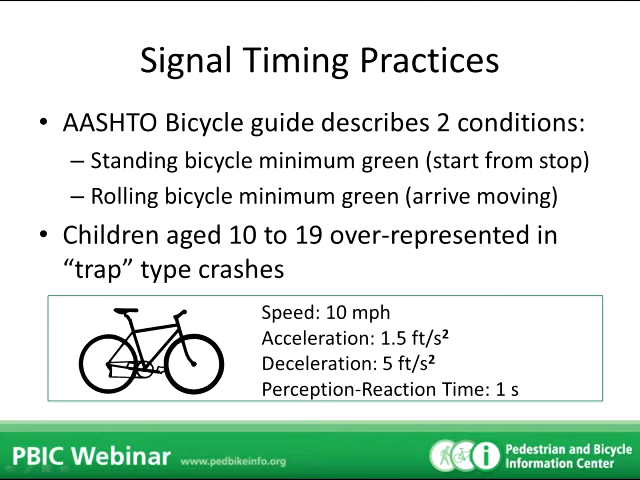 Signal Timing Practices
• AASHTO Bicycle guide describes 2 conditions:
– Standing bicycle minimum green (start from stop)
– Rolling bicycle minimum green (arrive moving)
• Children aged 10 to 19 over-represented in
“trap” type crashes
Speed: 10 mph
Acceleration: 1.5 ft/s²
Deceleration: 5 ft/s²
Perception-Reaction Time: 1 s
PBIC Webinar www.pedbikeinfo.org
Pedestrian and Bicycle
Information Center